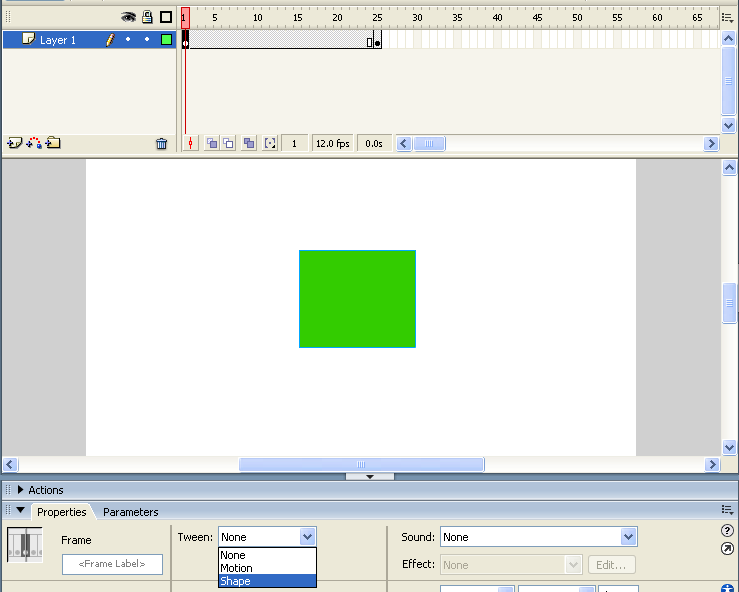 1 5 10 15 20 25 30 35 40 45 50 55 60 65
Layer 1
1 12.0 fps 0.0s
Actions
Properties Parameters
Frame Tween: None Sound: None
<Frame Label> None Effect: None Edit...
Motion
Shape